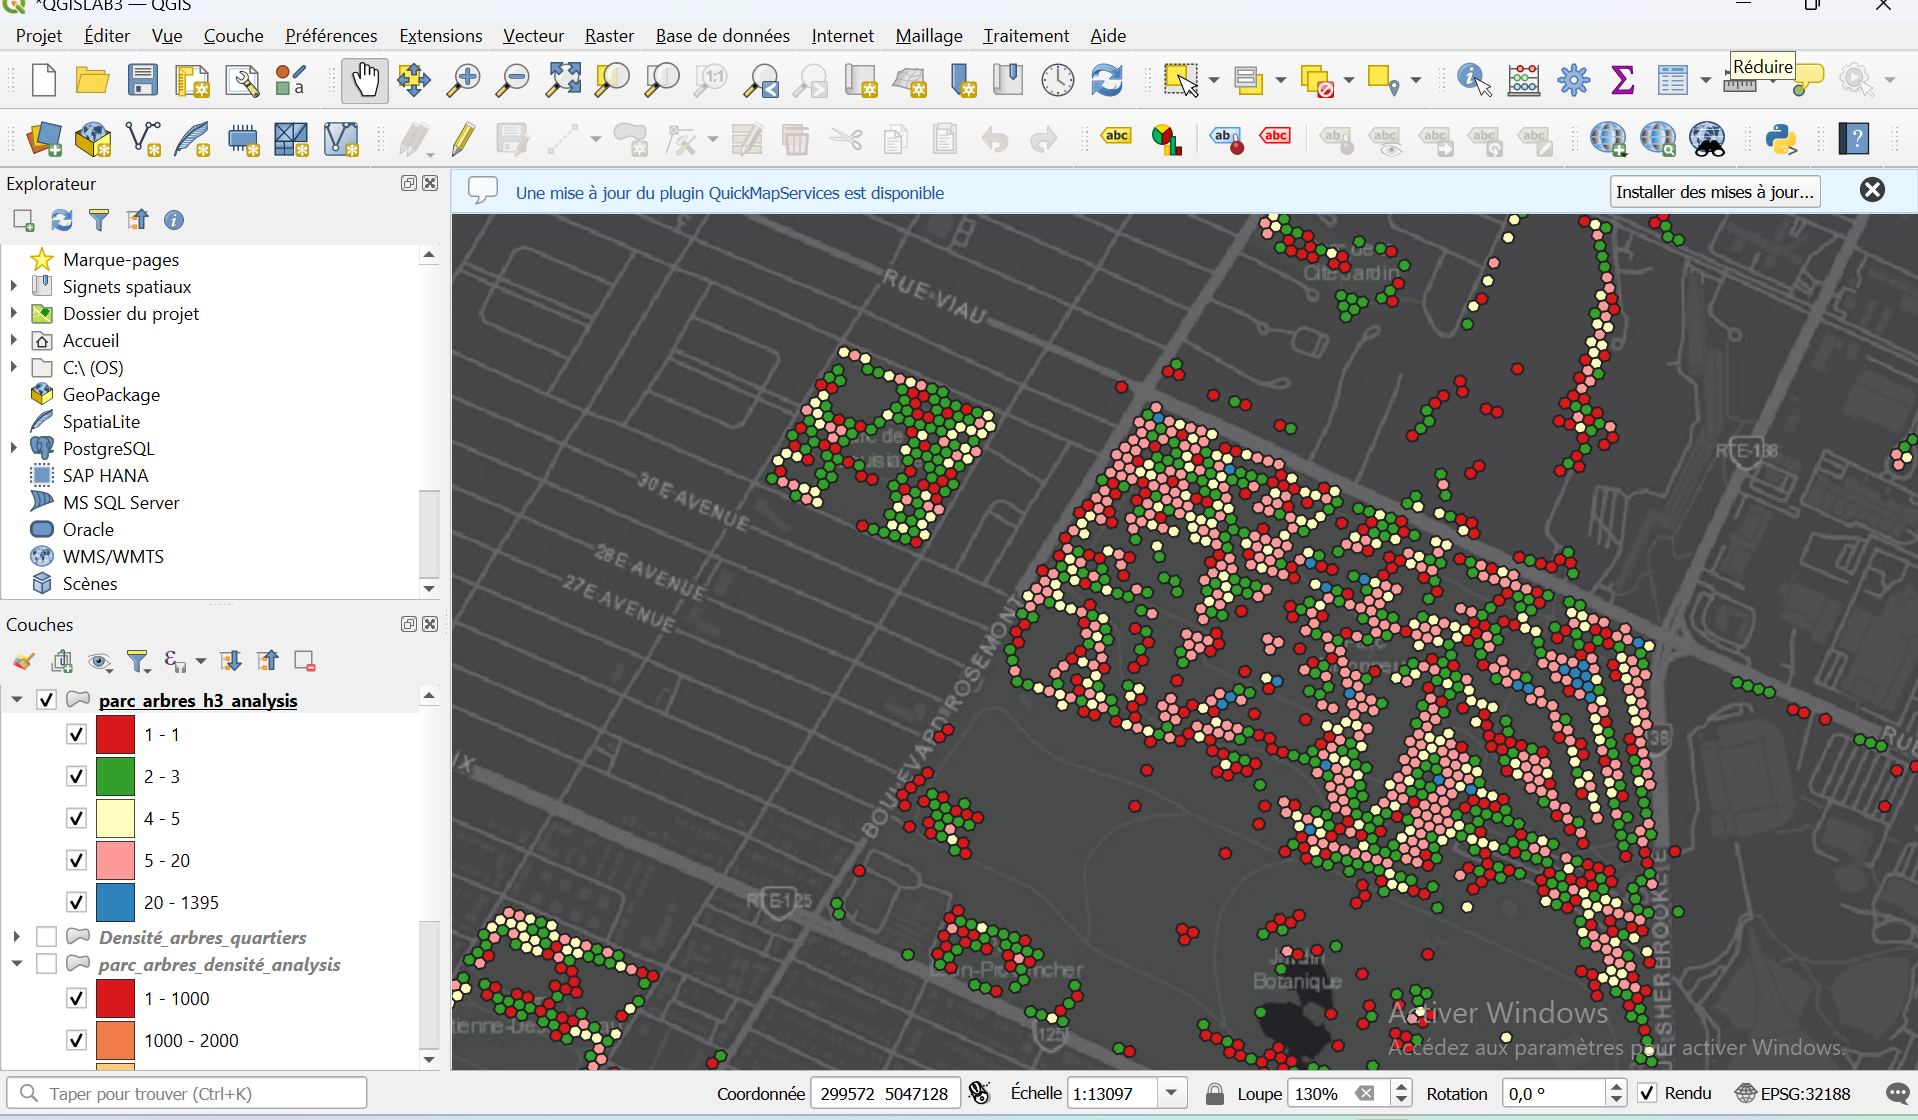 *QGISLAB3 — QGIS
Projet Éditer Vue Couche Préférences Extensions Vecteur Raster Base de données Internet Maillage Traitement Aide
Réduire
Explorateur
Une mise à jour du plugin QuickMapServices est disponible
Installer des mises à jour...
Marque-pages
Signets spatiaux
Dossier du projet
Accueil
C:\ (OS)
GeoPackage
SpatiaLite
PostgreSQL
SAP HANA
MS SQL Server
Oracle
WMS/WMTS
Scènes
Couches
parc_arbres_h3_analysis
1 - 1
2 - 3
4 - 5
5 - 20
20 - 1395
Densité_arbres_quartiers
parc_arbres_densité_analysis
1 - 1000
1000 - 2000
RUE VIAU
30E AVENUE
28E AVENUE
27E AVENUE
BOULEVARD ROSEMONT
RTE-138
RTE-125
125
38
RUE
Jardin
Botanique
SHERBROOKE E
Activer Windows
Accédez aux paramètres pour activer Windows.
Taper pour trouver (Ctrl+K)
Coordonnée 299572 5047128 Échelle 1:13097 Loupe 130% Rotation 0,0 ° Rendu EPSG:32188